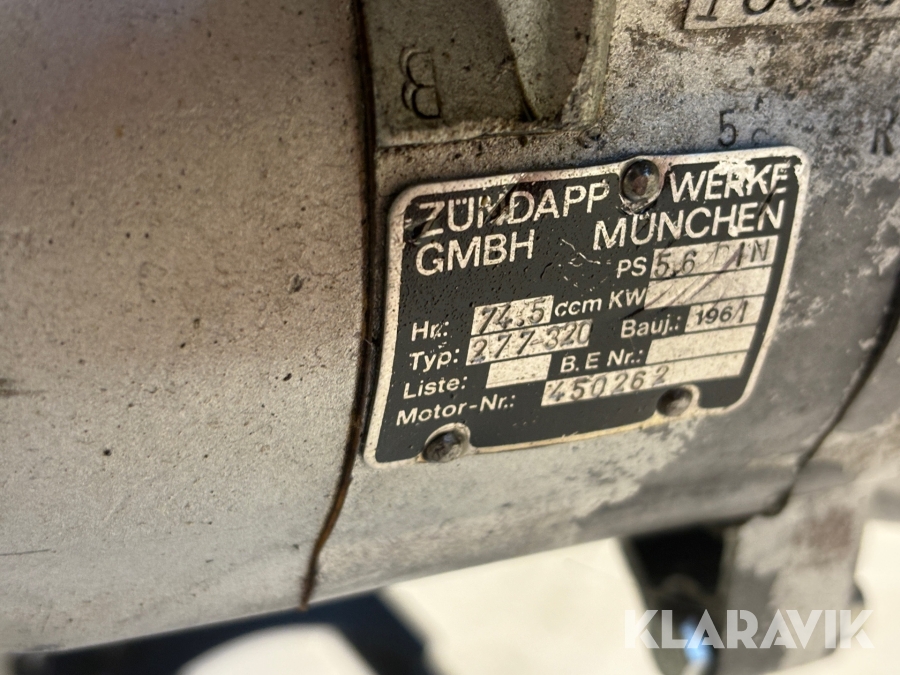 B
5
R
ZÜNDAPP WERKE
GMBH MÜNCHEN
PS 5.6 DIN
Hr.: 74.5 ccm KW
Typ: 277-320 Bauj.: 1961
Liste: B.E Nr.:
Motor-Nr.: 450262
KLARAVIK